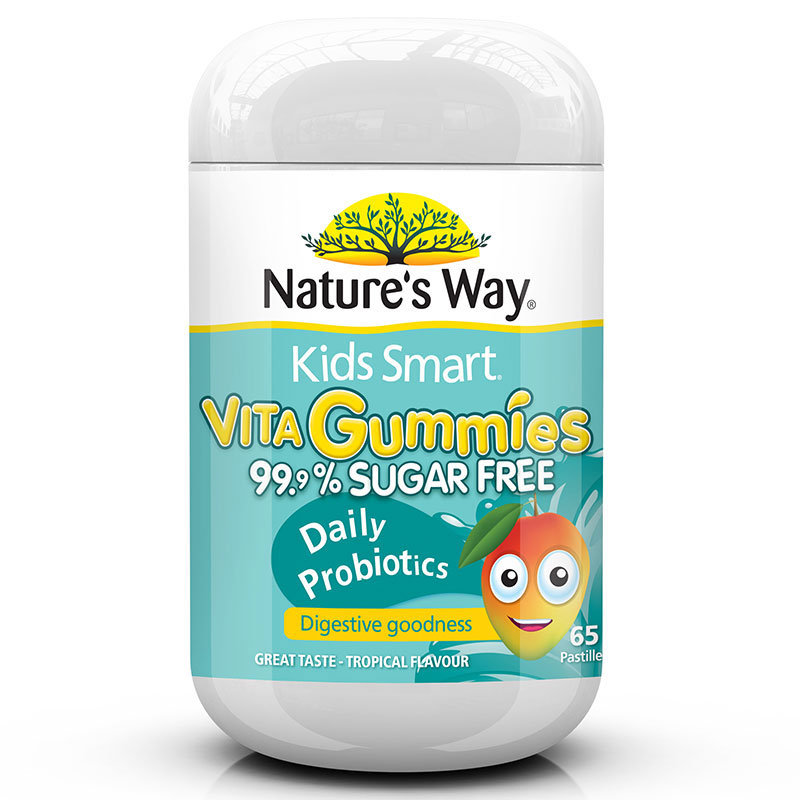 Nature's Way®
Kids Smart®
VITA Gummies
99.9% SUGAR FREE
Daily
Probiotics
Digestive goodness
GREAT TASTE - TROPICAL FLAVOUR
65
Pastille